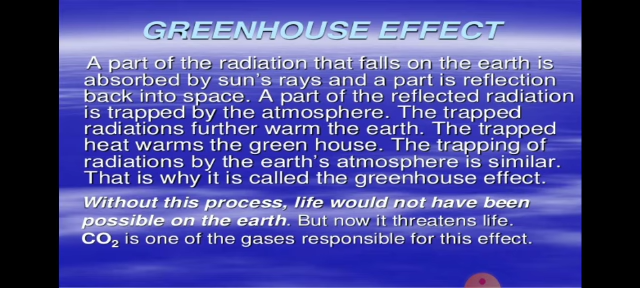 GREENHOUSE EFFECT
A part of the radiation that falls on the earth is
absorbed by sun's rays and a part is reflection
back into space. A part of the reflected radiation
is trapped by the atmosphere. The trapped
radiations further warm the earth. The trapped
heat warms the green house. The trapping of
radiations by the earth's atmosphere is similar.
That is why it is called the greenhouse effect.
Without this process, life would not have been
possible on the earth. But now it threatens life.
CO₂ is one of the gases responsible for this effect.